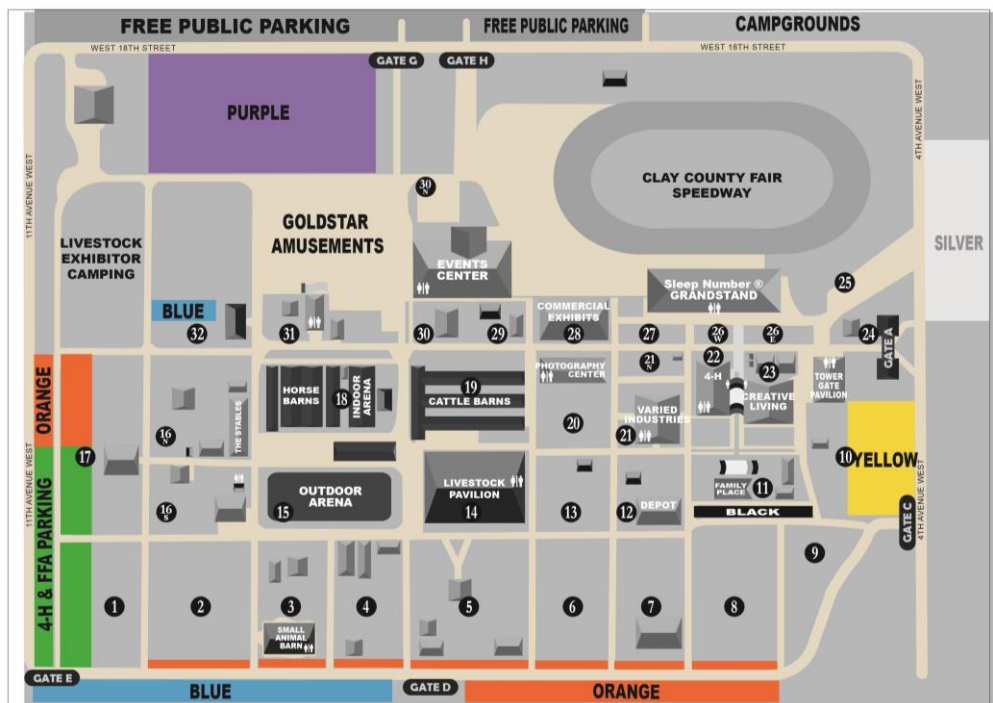 FREE PUBLIC PARKING
FREE PUBLIC PARKING
CAMPGROUNDS
WEST 18TH STREET
WEST 18TH STREET
GATE G
GATE H
PURPLE
11TH AVENUE WEST
4TH AVENUE WEST
CLAY COUNTY FAIR
SPEEDWAY
30
N
GOLDSTAR
AMUSEMENTS
LIVESTOCK
EXHIBITOR
CAMPING
SILVER
EVENTS
CENTER
Sleep Number ®
GRANDSTAND
25
BLUE
32
31
30
29
COMMERCIAL
EXHIBITS
28
27
26
W
26
E
24
GATE A
ORANGE
HORSE
BARNS
18
INDOOR
ARENA
19
CATTLE BARNS
PHOTOGRAPHY
CENTER
21
N
22
4-H
23
CREATIVE
LIVING
TOWER
GATE
PAVILION
THE STABLES
20
VARIED
INDUSTRIES
21
16
N
17
10
YELLOW
11TH AVENUE WEST
16
S
OUTDOOR
ARENA
15
LIVESTOCK
PAVILION
14
13
12
DEPOT
FAMILY
PLACE
11
BLACK
GATE C
4TH AVENUE WEST
9
4-H & FFA PARKING
1
2
3
4
5
6
7
8
SMALL
ANIMAL
BARN
GATE E
BLUE
GATE D
ORANGE